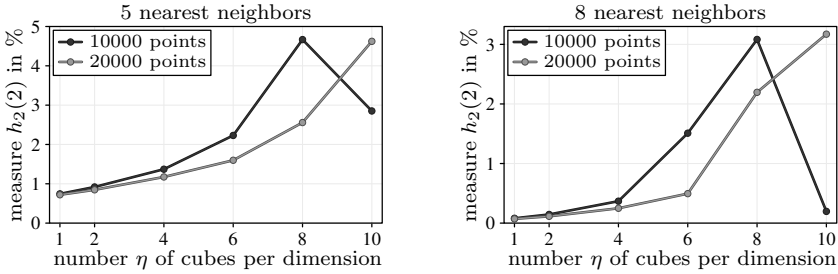 5 nearest neighbors
measure h₂(2) in %
5
4
3
2
1
0
10000 points
20000 points
1 2 4 6 8 10
number η of cubes per dimension
8 nearest neighbors
measure h₂(2) in %
3
2
1
0
10000 points
20000 points
1 2 4 6 8 10
number η of cubes per dimension